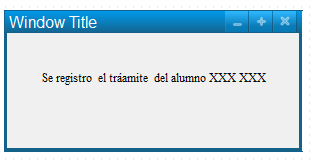 Window Title
Se registro el tráamite del alumno XXX XXX